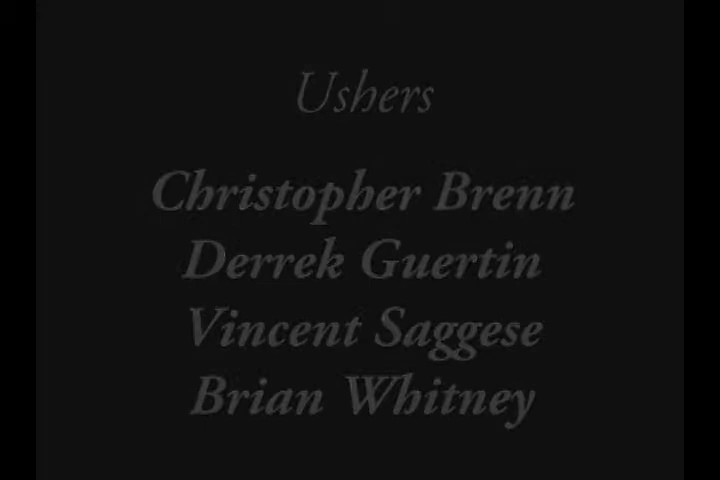 Ushers
Christopher Brenn
Derrek Guertin
Vincent Saggese
Brian Whitney